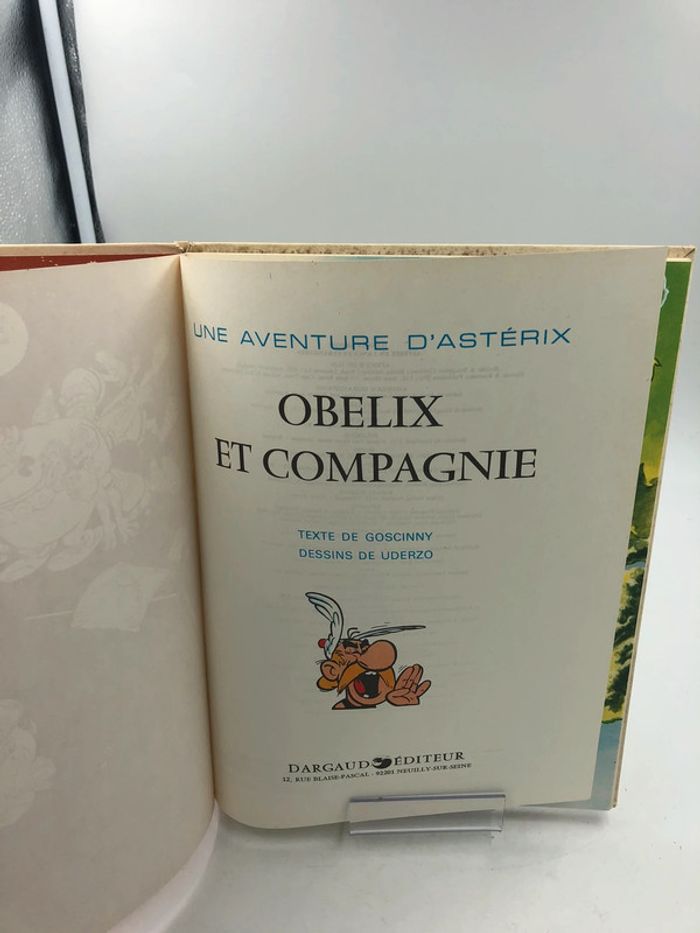 UNE AVENTURE D'ASTÉRIX
OBELIX
ET COMPAGNIE
TEXTE DE GOSCINNY
DESSINS DE UDERZO
DARGAUD ÉDITEUR
12, RUE BLAISE-PASCAL - 92201 NEUILLY-SUR-SEINE